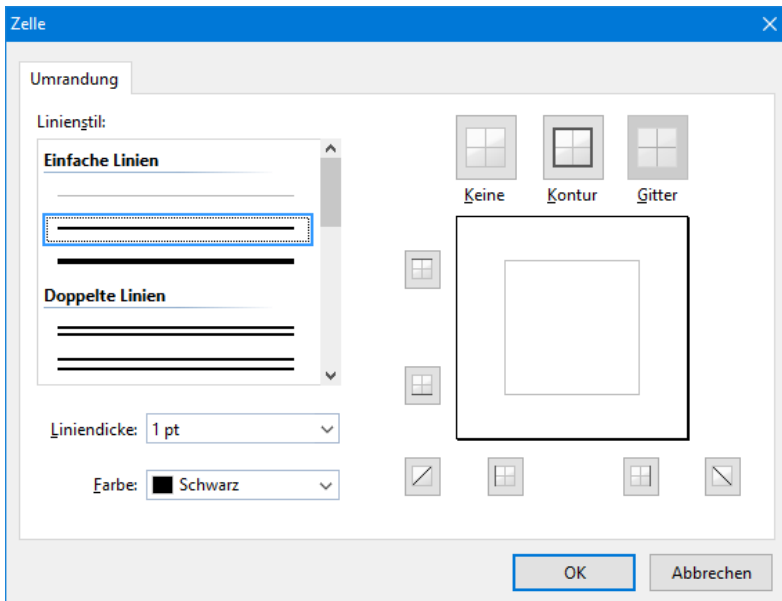 Zelle
Umrandung
Linienstil:
Einfache Linien
Doppelte Linien
Liniendicke: 1 pt
Farbe: Schwarz
Keine Kontur Gitter
OK Abbrechen